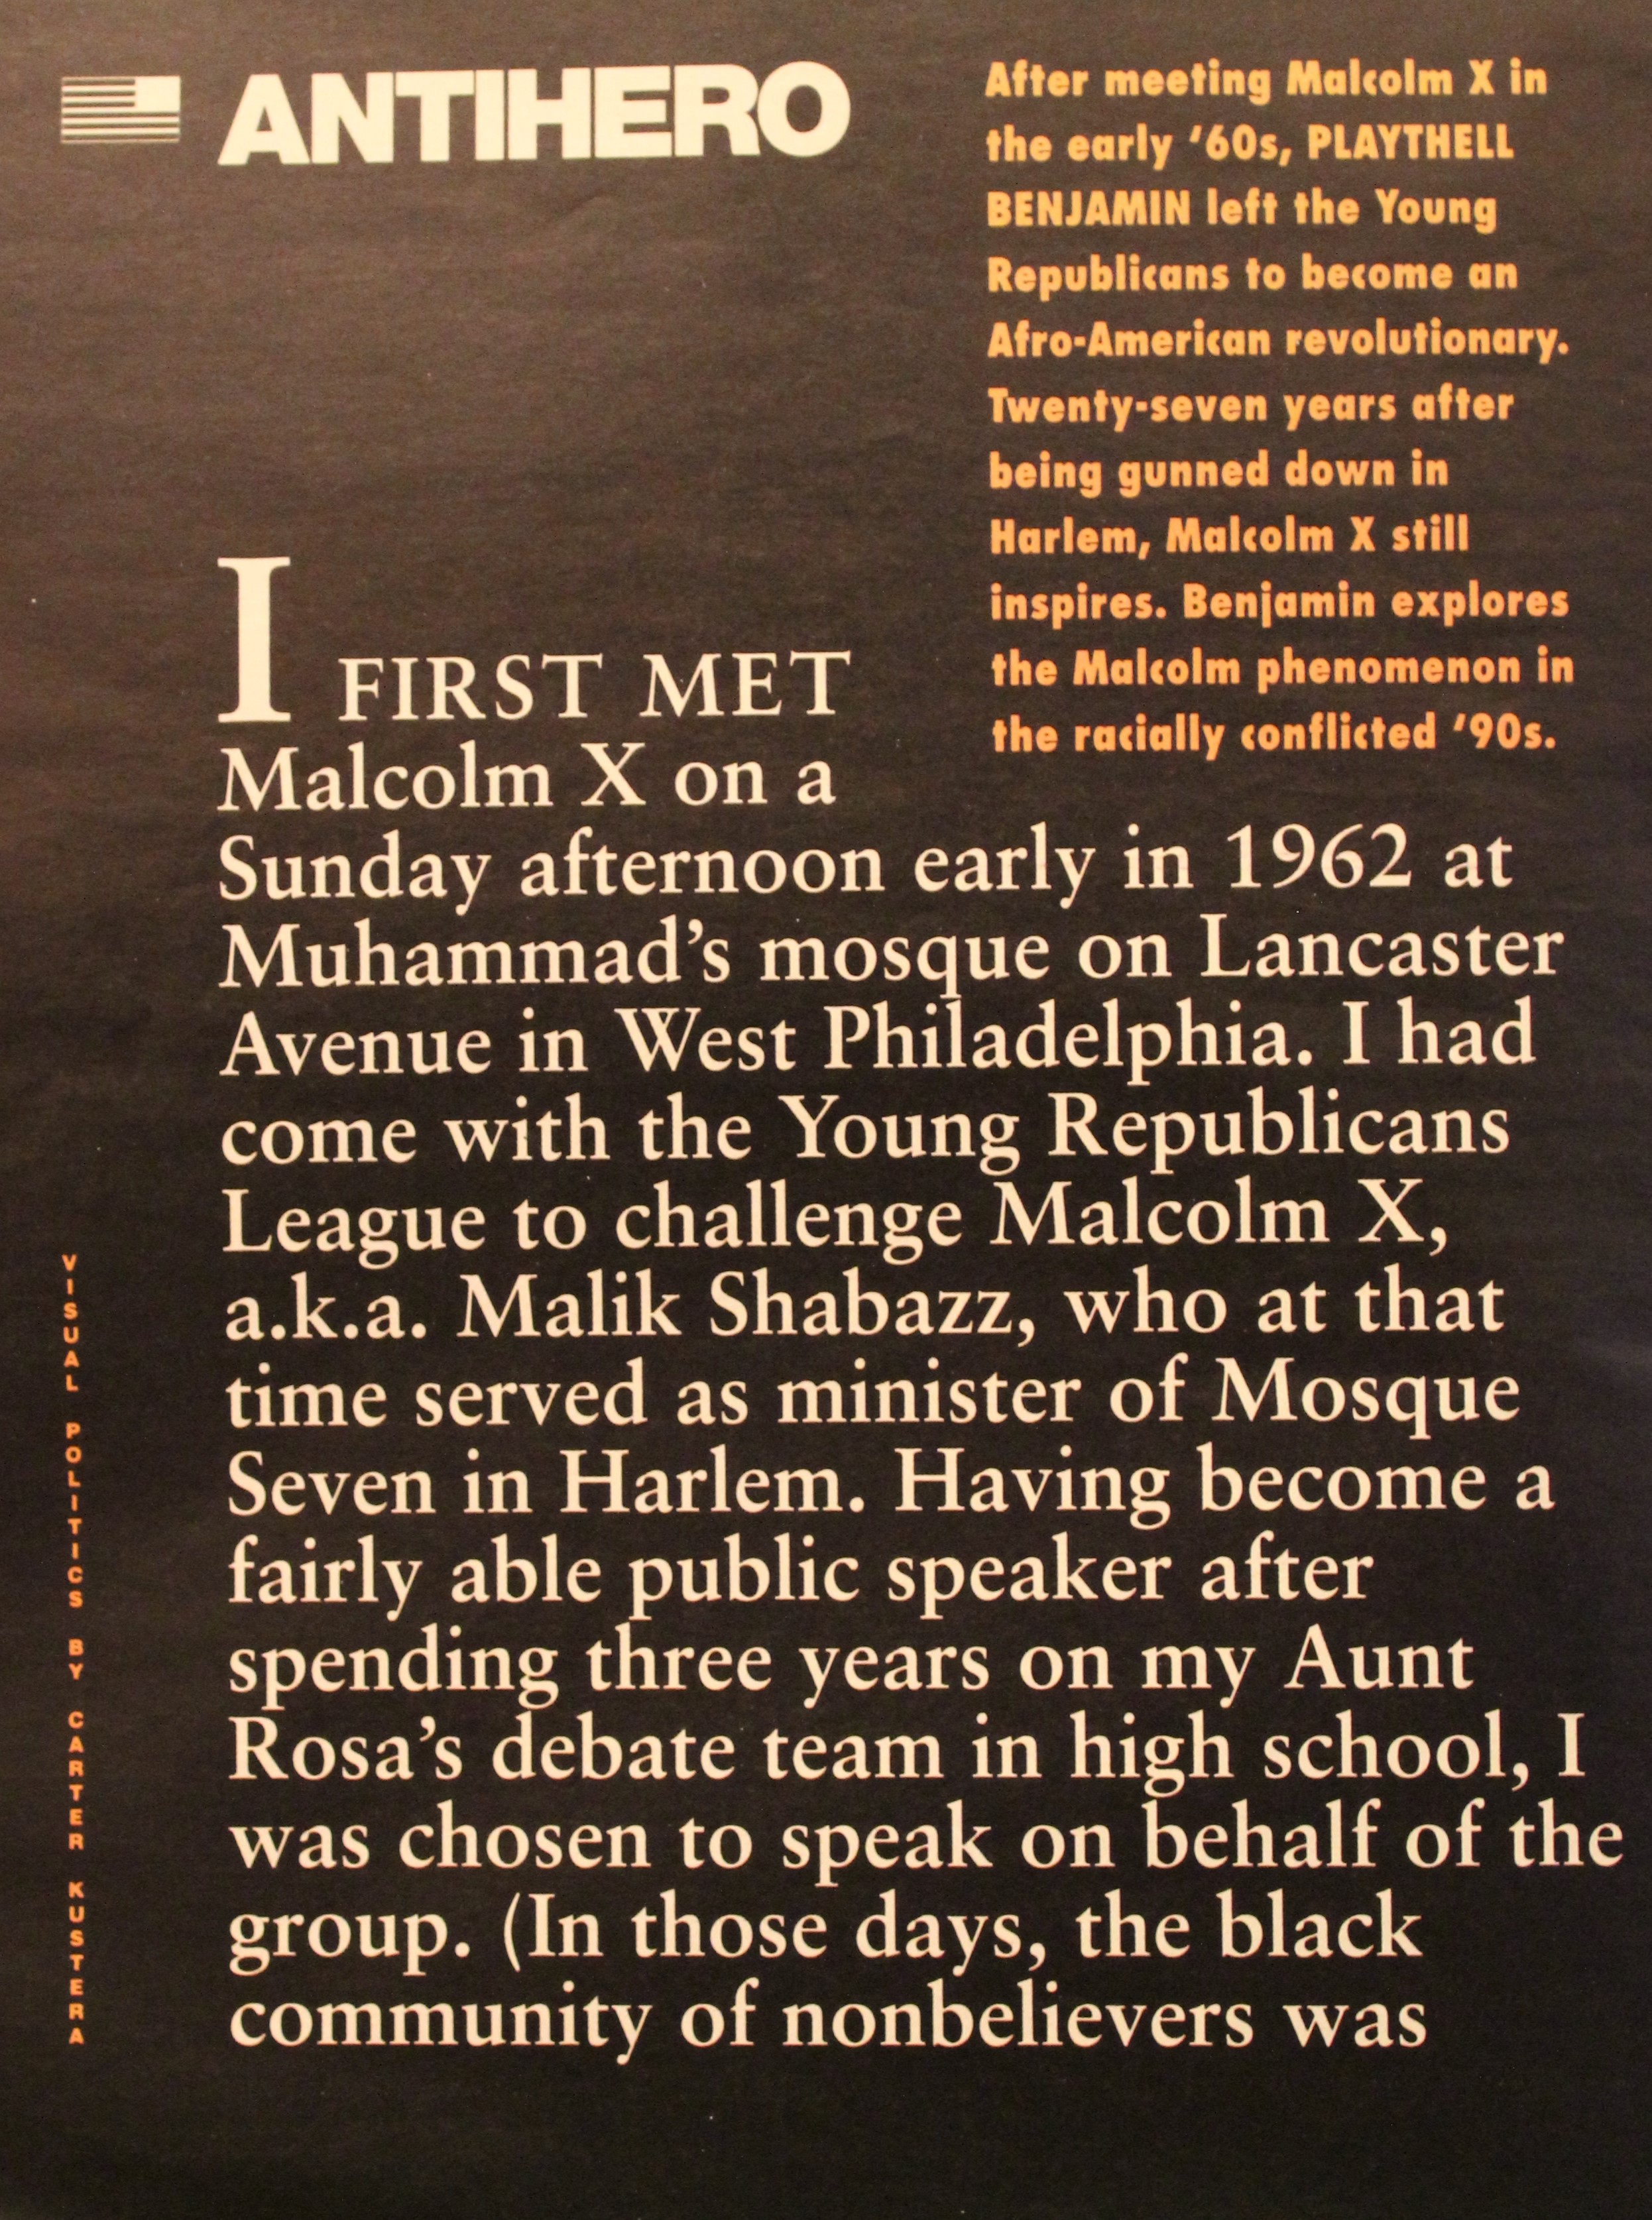 ANTIHERO
After meeting Malcolm X in
the early '60s, PLAYTHELL
BENJAMIN left the Young
Republicans to become an
Afro-American revolutionary.
Twenty-seven years after
being gunned down in
Harlem, Malcolm X still
inspires. Benjamin explores
the Malcolm phenomenon in
the racially conflicted '90s.
I FIRST MET
Malcolm X on a
Sunday afternoon early in 1962 at
Muhammad's mosque on Lancaster
Avenue in West Philadelphia. I had
come with the Young Republicans
League to challenge Malcolm X,
a.k.a. Malik Shabazz, who at that
time served as minister of Mosque
Seven in Harlem. Having become a
fairly able public speaker after
spending three years on my Aunt
Rosa's debate team in high school, I
was chosen to speak on behalf of the
group. (In those days, the black
community of nonbelievers was
VISUAL POLITICS BY CARTER KUSTERA